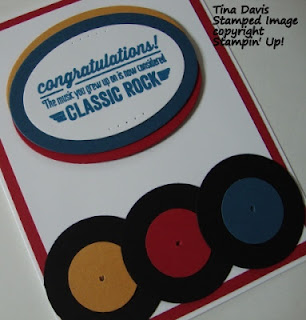 Tina Davis
Stamped Image
copyright
Stampin' Up!
congratulations!
The music you grew up on is now considered
CLASSIC ROCK